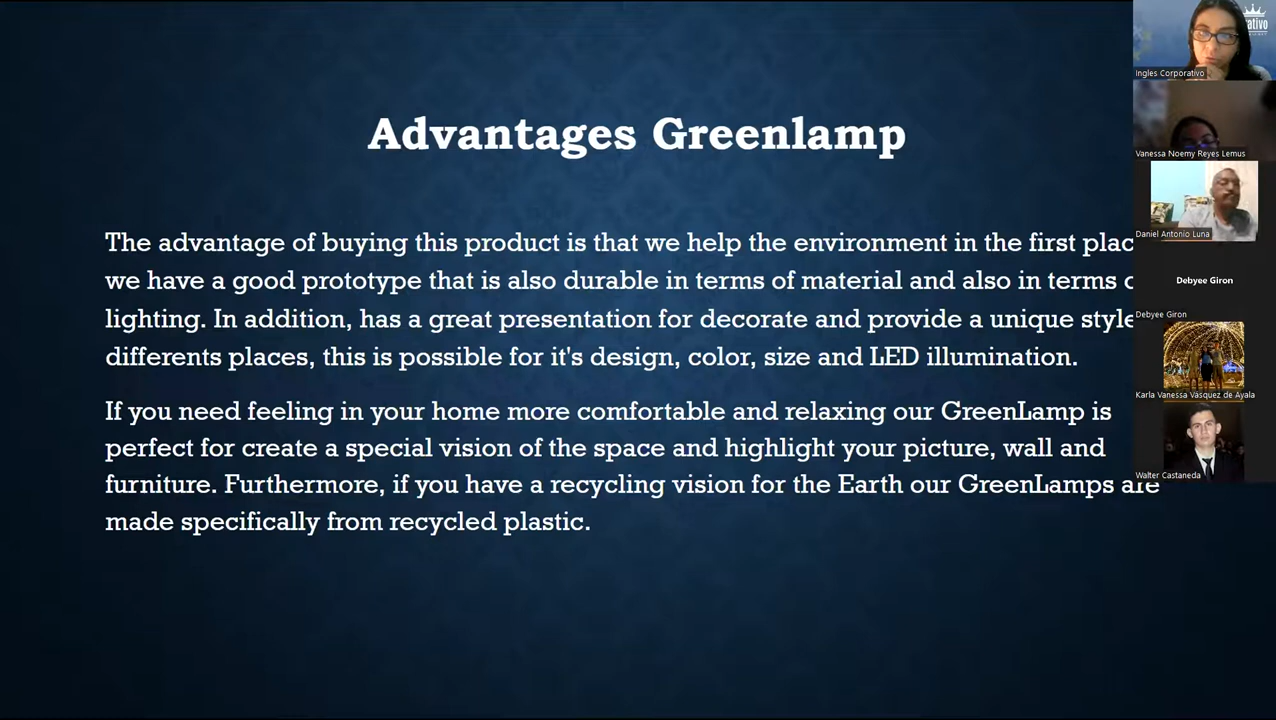 Advantages Greenlamp
The advantage of buying this product is that we help the environment in the first
we have a good prototype that is also durable in terms of material and also in terms
lighting. In addition, has a great presentation for decorate and provide a unique style
differents places, this is possible for it's design, color, size and LED illumination.
If you need feeling in your home more comfortable and relaxing our GreenLamp is
perfect for create a special vision of the space and highlight your picture, wall and
furniture. Furthermore, if you have a recycling vision for the Earth our GreenLamps are
made specifically from recycled plastic.
Ingles Corporativo
Vanessa Noemy Reyes Lemus
Daniel Antonio Luna
Debyee Giron
Debyee Giron
Karla Vanessa Vásquez de Ayala
Walter Castaneda